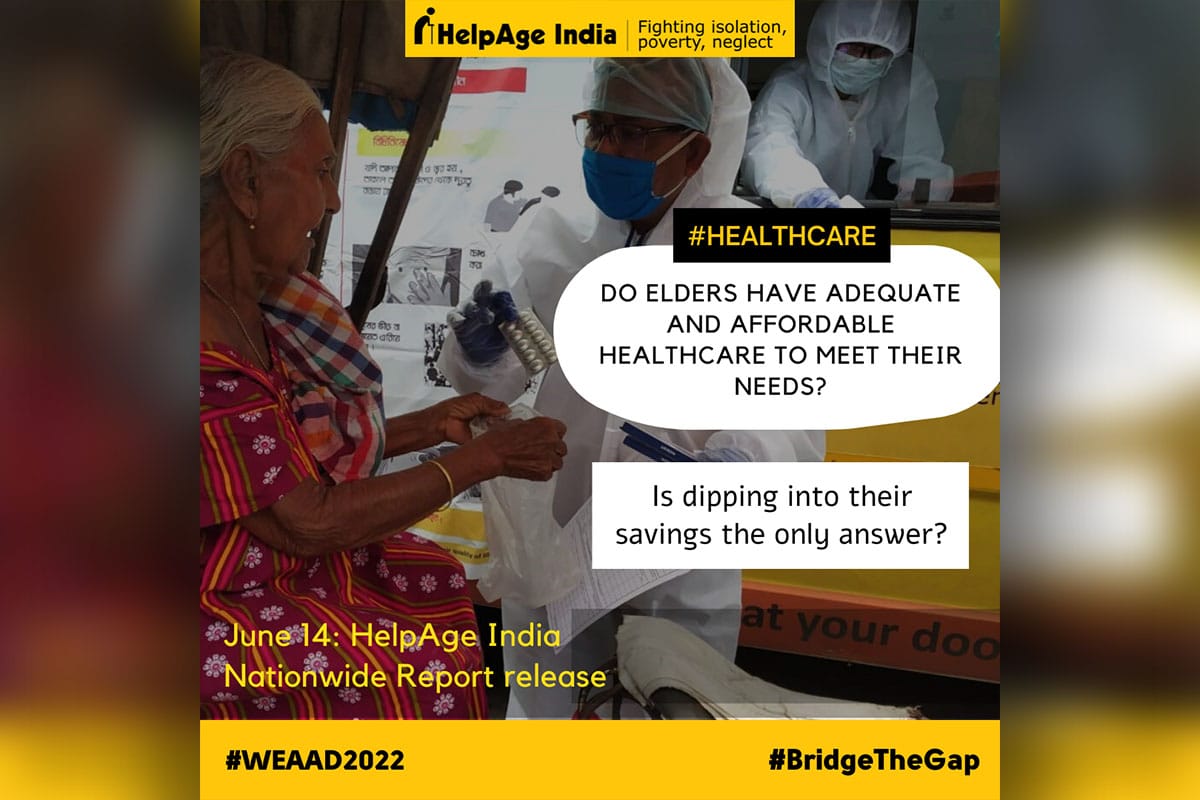 HelpAge India
Fighting isolation,
poverty, neglect
#HEALTHCARE
DO ELDERS HAVE ADEQUATE
AND AFFORDABLE
HEALTHCARE TO MEET THEIR
NEEDS?
Is dipping into their
savings the only answer?
at your doo
June 14: HelpAge India
Nationwide Report release
#WEAAD2022
#BridgeTheGap